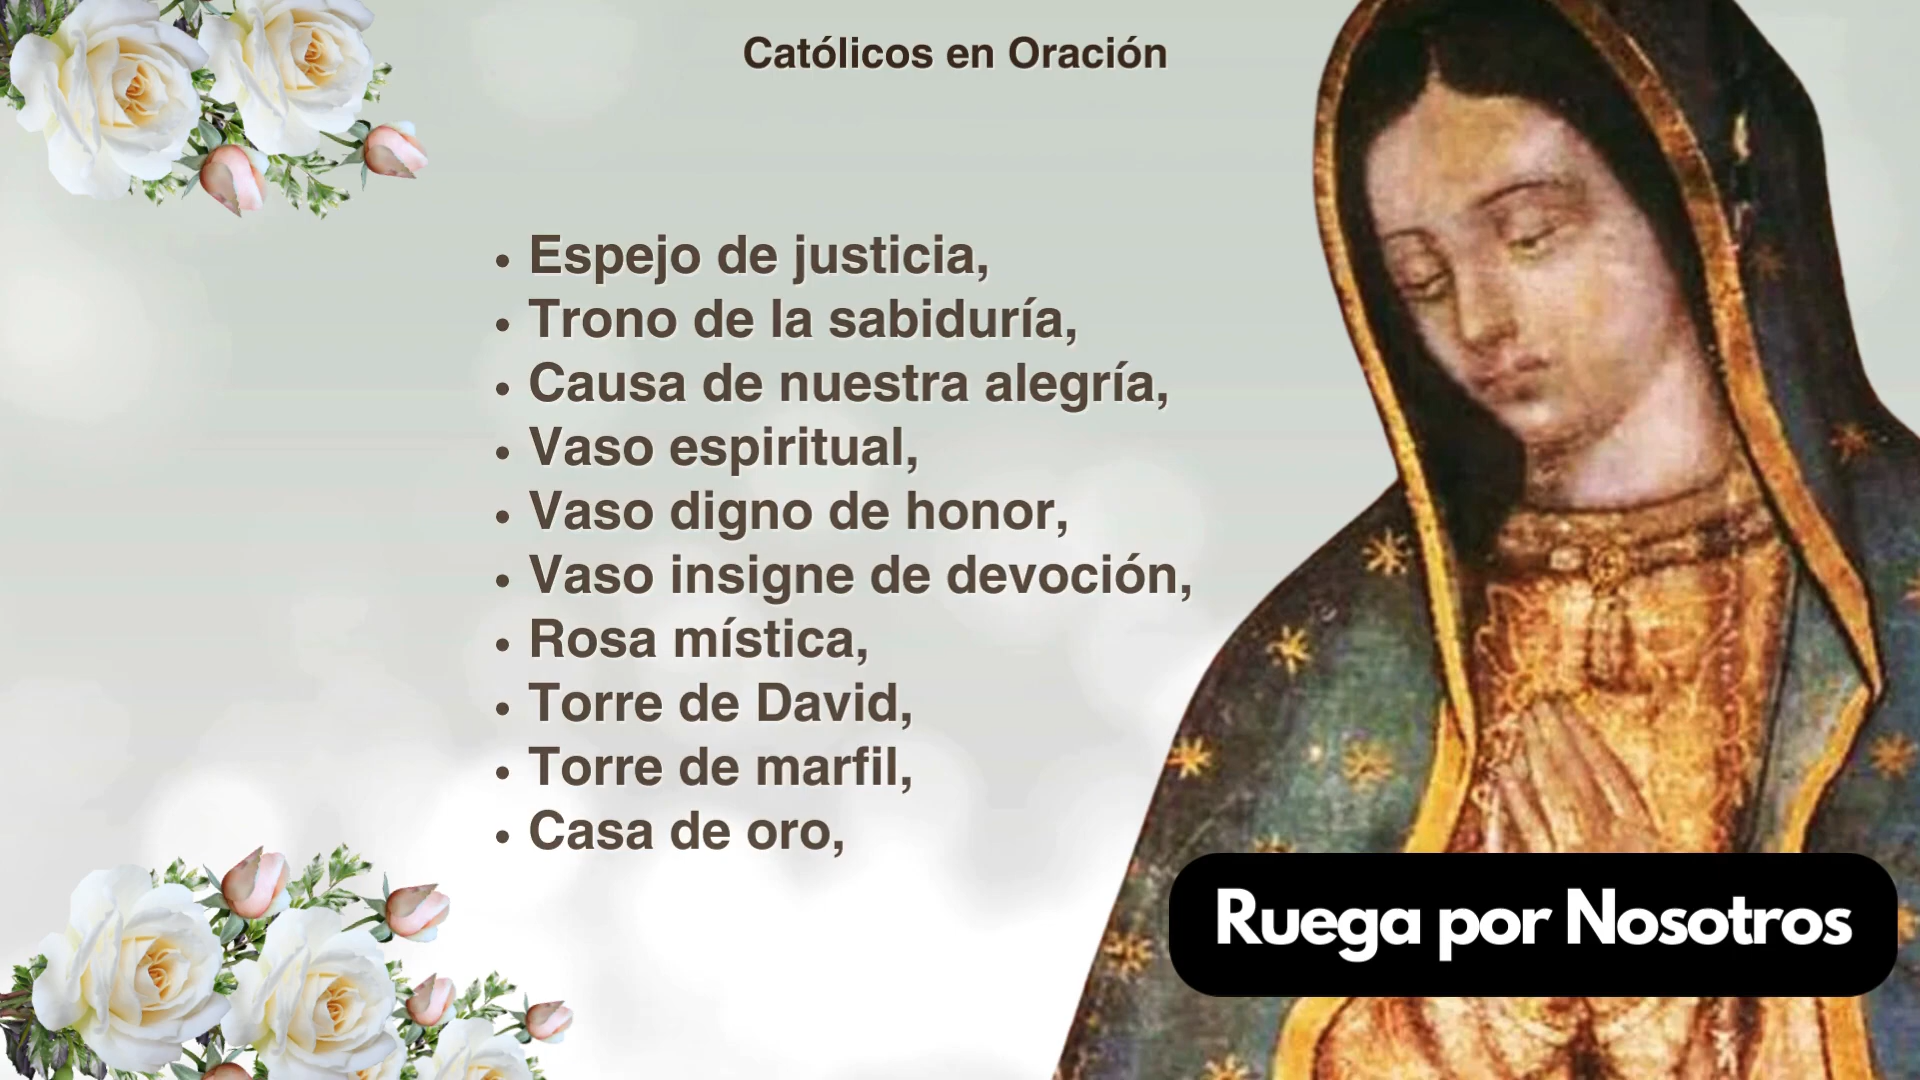 Católicos en Oración
• Espejo de justicia,
• Trono de la sabiduría,
• Causa de nuestra alegría,
• Vaso espiritual,
• Vaso digno de honor,
• Vaso insigne de devoción,
• Rosa mística,
• Torre de David,
• Torre de marfil,
• Casa de oro,
Ruega por Nosotros